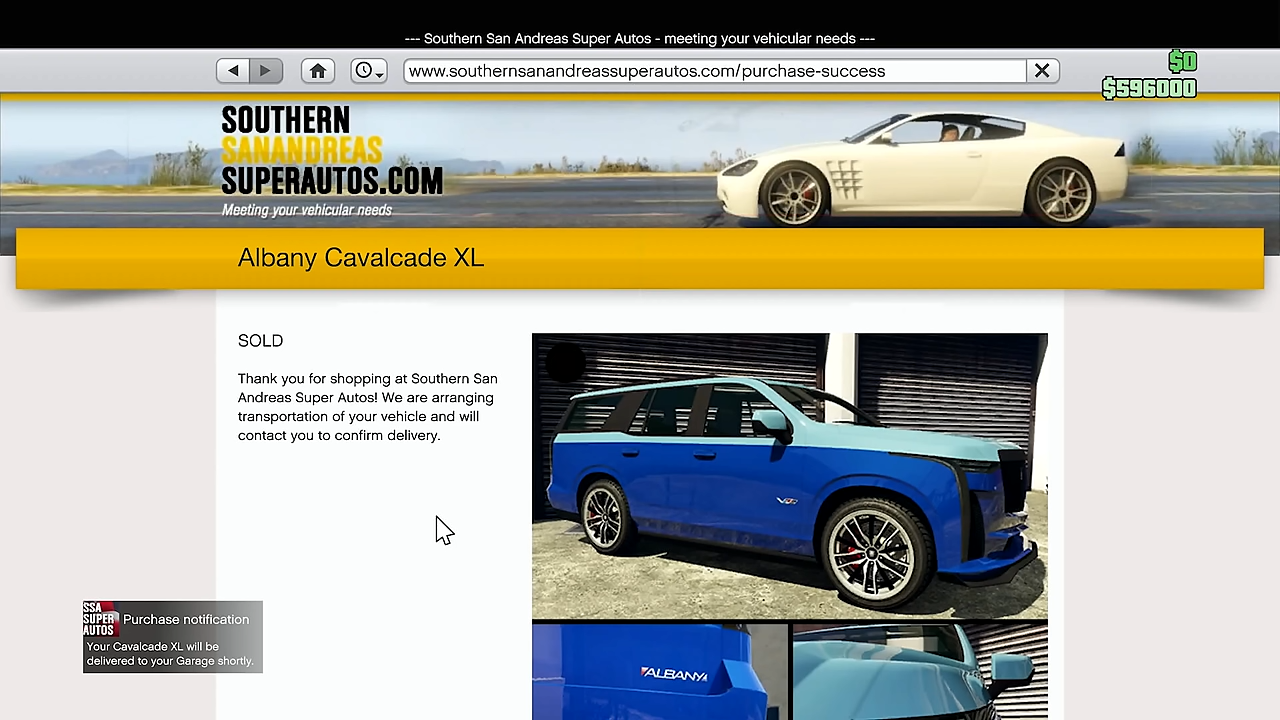 --- Southern San Andreas Super Autos - meeting your vehicular needs ---
www.southernsanandreassuperautos.com/purchase-success
$0
$596000
SOUTHERN
SANANDREAS
SUPERAUTOS.COM
Meeting your vehicular needs
Albany Cavalcade XL
SOLD
Thank you for shopping at Southern San
Andreas Super Autos! We are arranging
transportation of your vehicle and will
contact you to confirm delivery.
ALBANY
SSA
SUPER
AUTOS
Purchase notification
Your Cavalcade XL will be
delivered to your Garage shortly.